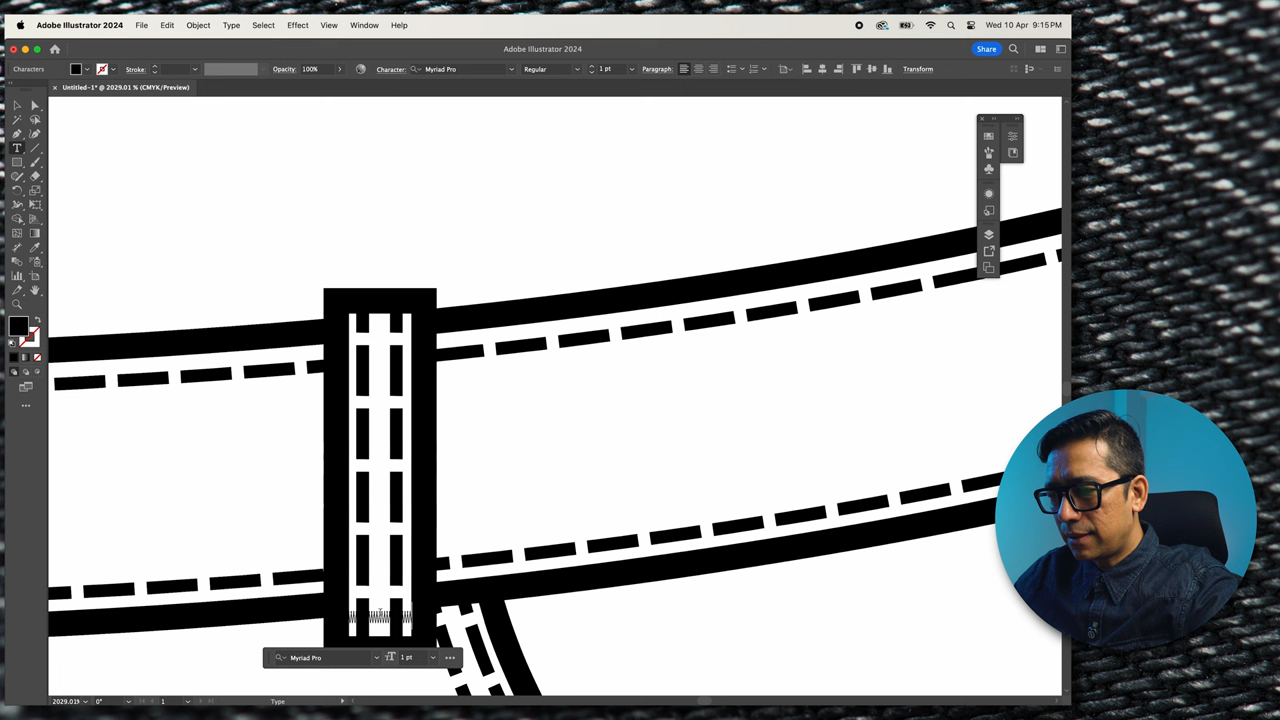 Adobe Illustrator 2024 File Edit Object Type Select Effect View Window Help Wed 10 Apr 9:15 PM
Adobe Illustrator 2024 Share
Characters Stroke: Opacity: 100% Character: Myriad Pro Regular 1 pt Paragraph: Transform
Untitled-1* @ 2029.01 % (CMYK/Preview)
Myriad Pro 1 pt
0° 1 Type